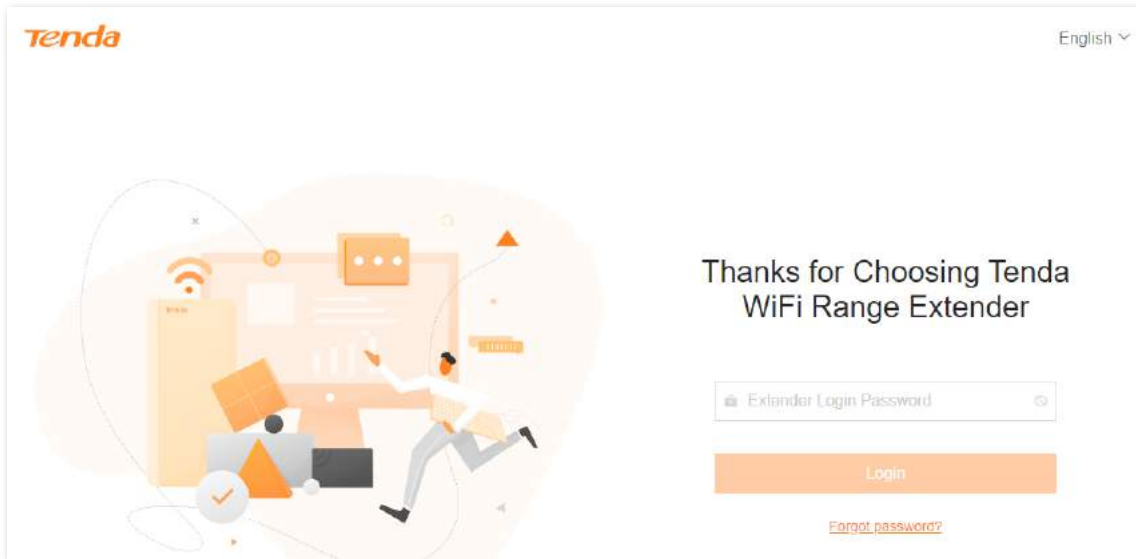 Tenda
English
Thanks for Choosing Tenda
WiFi Range Extender
Extender Login Password
Login
Forgot password?